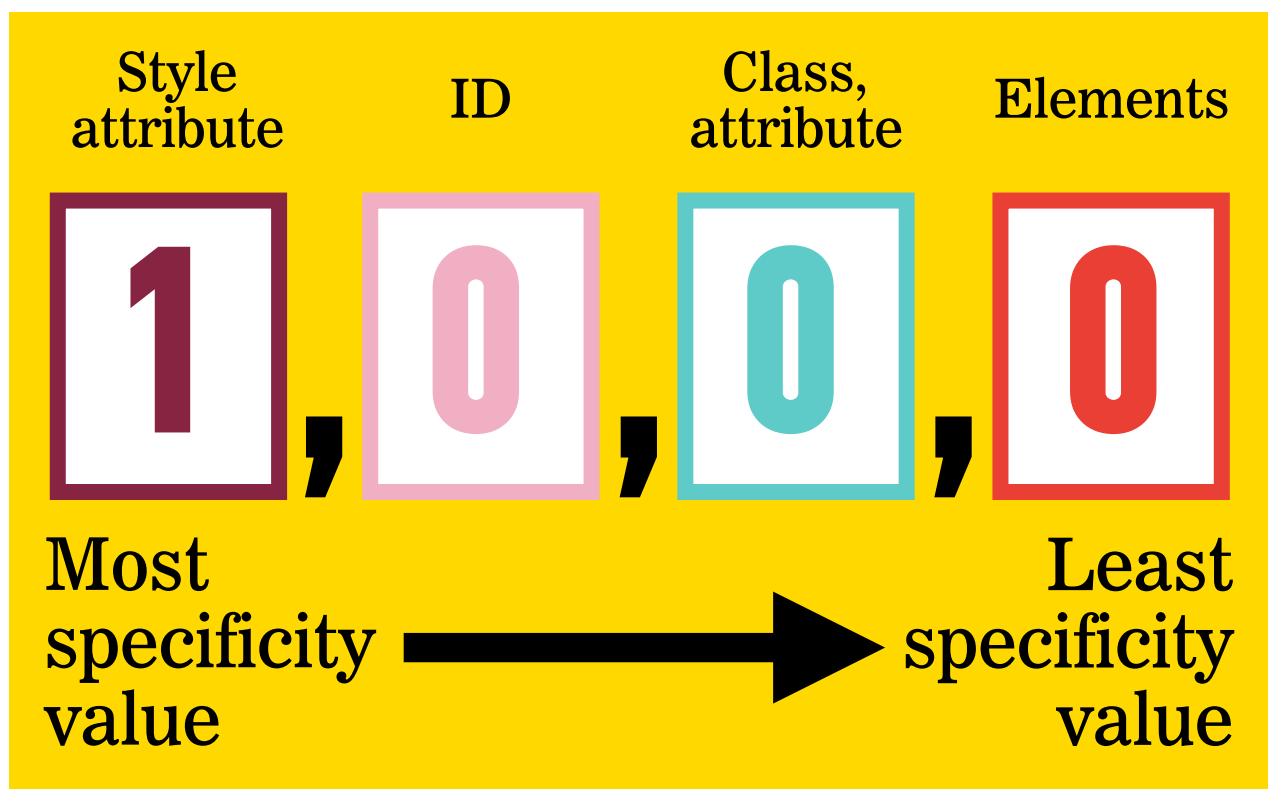 Style
attribute
ID
Class,
attribute
Elements
1,0,0,0
Most
specificity
value
Least
specificity
value